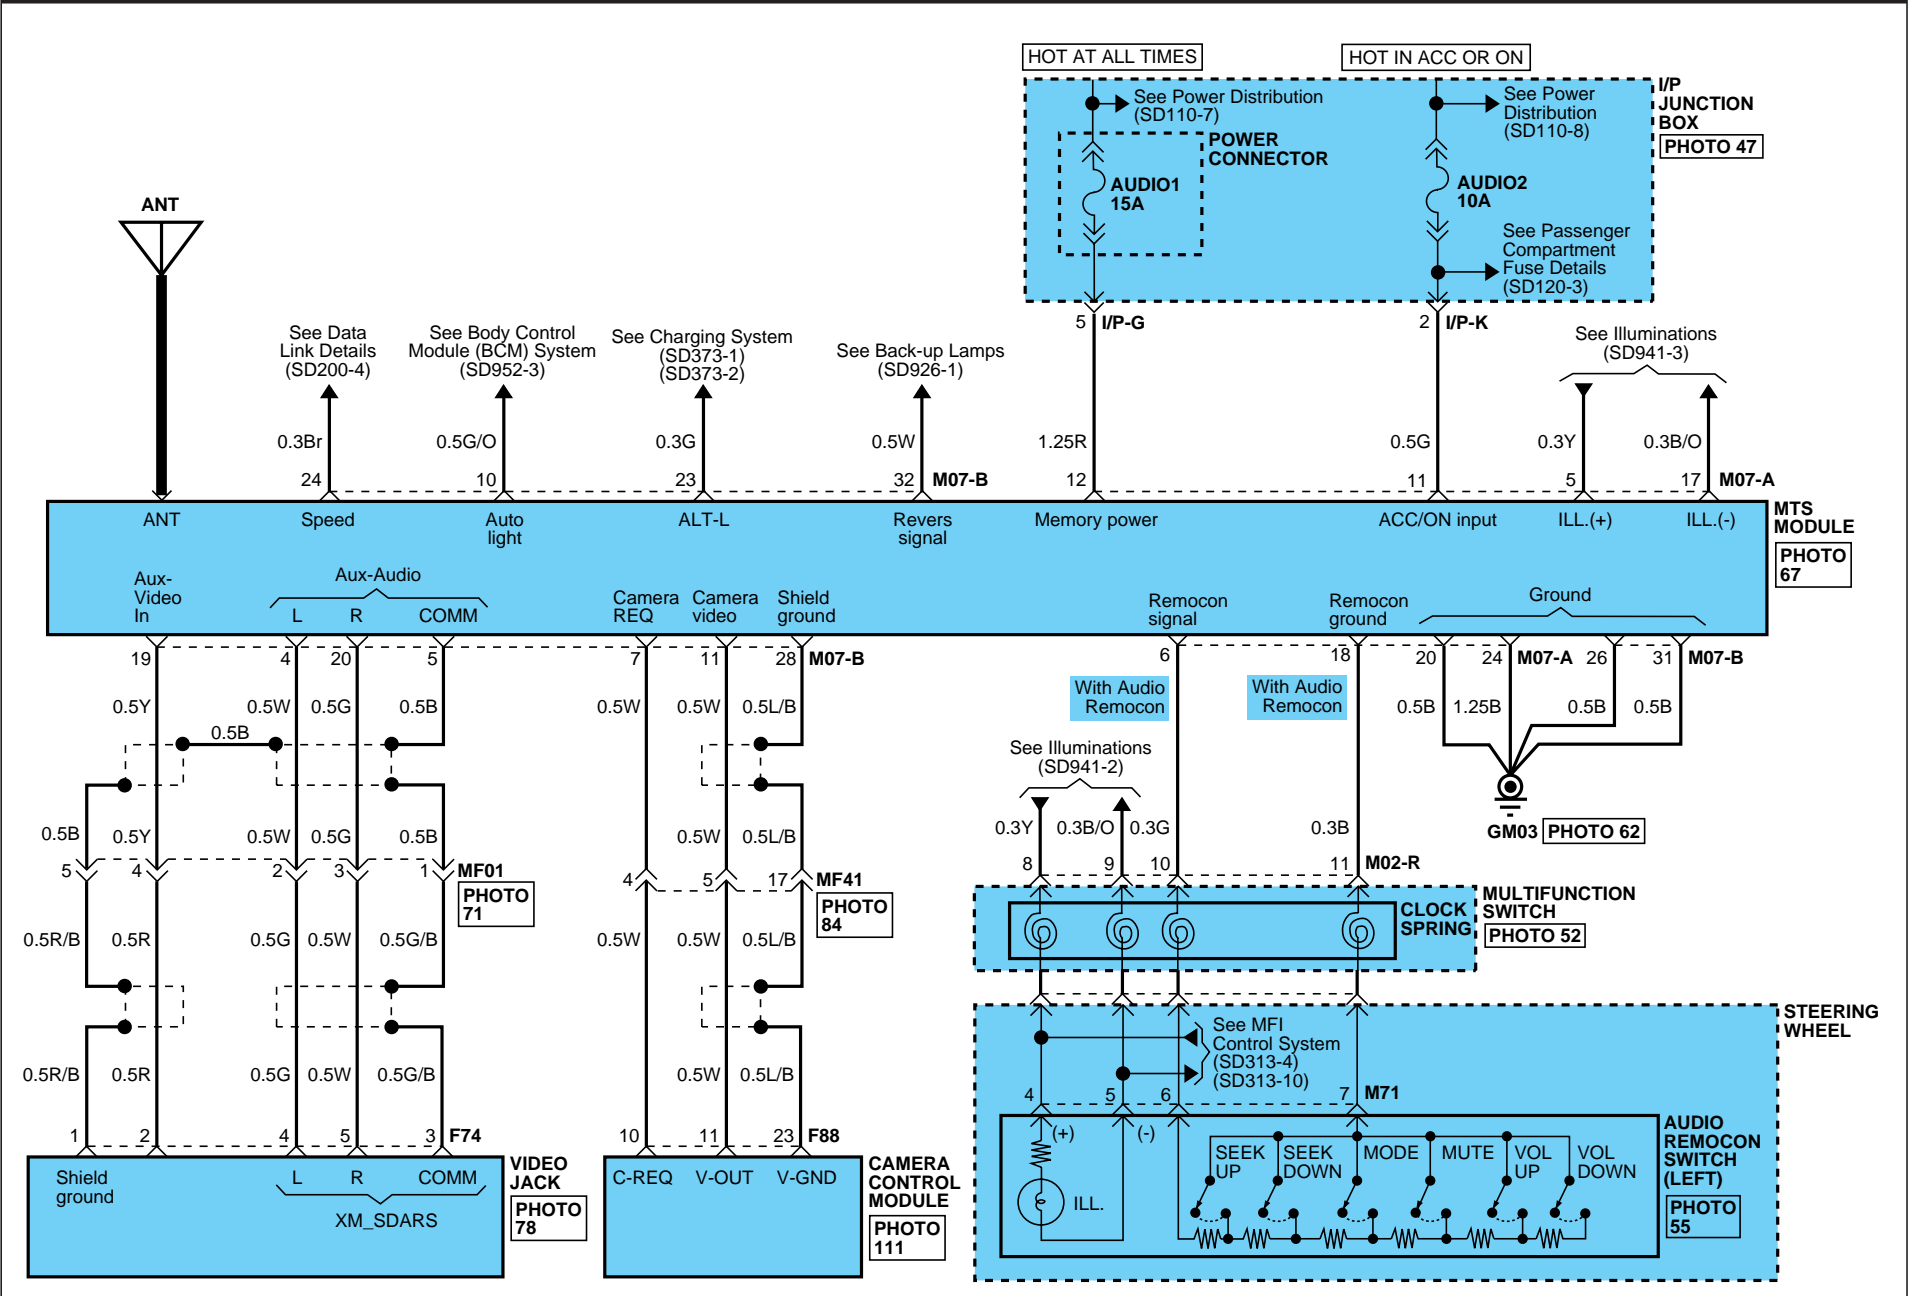 HOT AT ALL TIMES
HOT IN ACC OR ON
See Power Distribution
(SD110-7)
See Power
Distribution
(SD110-8)
I/P
JUNCTION
BOX
PHOTO 47
POWER
CONNECTOR
AUDIO1
15A
AUDIO2
10A
See Passenger
Compartment
Fuse Details
(SD120-3)
ANT
5 I/P-G
2 I/P-K
See Data
Link Details
(SD200-4)
See Body Control
Module (BCM) System
(SD952-3)
See Charging System
(SD373-1)
(SD373-2)
See Back-up Lamps
(SD926-1)
See Illuminations
(SD941-3)
0.3Br 0.5G/O 0.3G 0.5W 1.25R 0.5G 0.3Y 0.3B/O
24 10 23 32 M07-B 12 11 5 17 M07-A
ANT
Speed
Auto
light
ALT-L
Revers
signal
Memory power
ACC/ON input
ILL.(+)
ILL.(-)
MTS
MODULE
PHOTO
67
Aux-
Video
In
Aux-Audio
L R COMM
Camera
REQ
Camera
video
Shield
ground
Remocon
signal
Remocon
ground
Ground
19 4 20 5 7 11 28 M07-B 6 18 20 24 M07-A 26 31 M07-B
With Audio
Remocon
With Audio
Remocon
0.5Y 0.5W 0.5G 0.5B 0.5W 0.5W 0.5L/B 0.5B 1.25B 0.5B 0.5B
0.5B
See Illuminations
(SD941-2)
GM03 PHOTO 62
0.5B 0.5Y 0.5W 0.5G 0.5B 0.5W 0.5L/B 0.3Y 0.3B/O 0.3G 0.3B
5 4 2 3 1 MF01
PHOTO
71
4 5 17 MF41
PHOTO
84
8 9 10 11 M02-R
CLOCK
SPRING
MULTIFUNCTION
SWITCH
PHOTO 52
0.5R/B 0.5R 0.5G 0.5W 0.5G/B 0.5W 0.5W 0.5L/B
STEERING
WHEEL
See MFI
Control System
(SD313-4)
(SD313-10)
0.5R/B 0.5R 0.5G 0.5W 0.5G/B 0.5W 0.5L/B
4 5 6 7 M71
1 2 4 5 3 F74
10 11 23 F88
Shield
ground
L R COMM
XM_SDARS
VIDEO
JACK
PHOTO
78
C-REQ V-OUT V-GND
CAMERA
CONTROL
MODULE
PHOTO
111
(+) (-)
ILL.
SEEK
UP
SEEK
DOWN
MODE
MUTE
VOL
UP
VOL
DOWN
AUDIO
REMOCON
SWITCH
(LEFT)
PHOTO
55